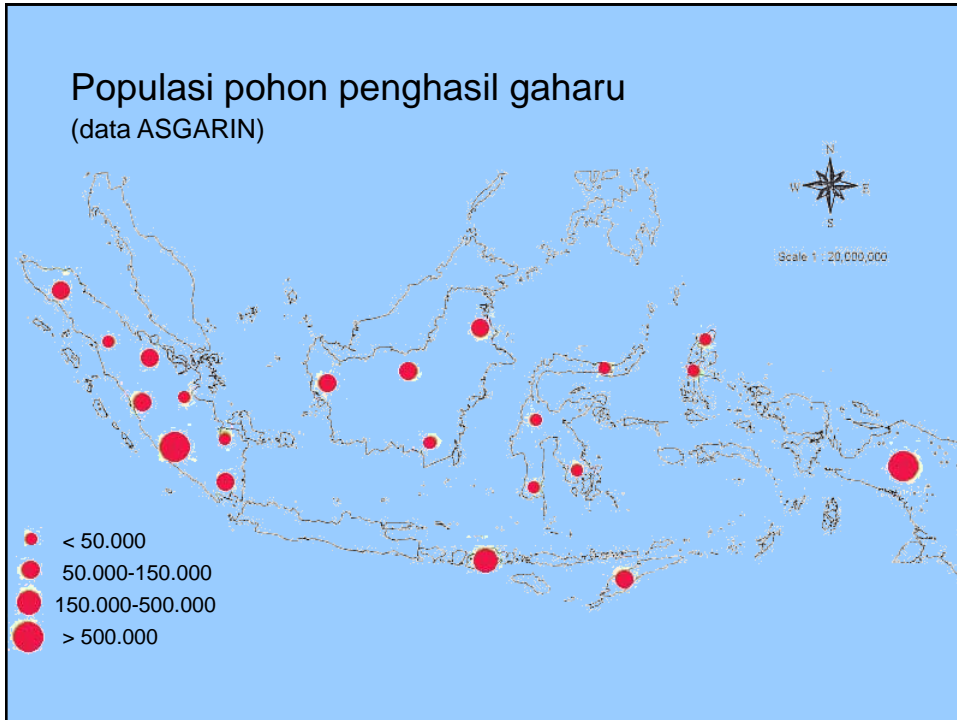 Populasi pohon penghasil gaharu
(data ASGARIN)
N
W E
S
Scale 1 : 20,000,000
< 50.000
50.000-150.000
150.000-500.000
> 500.000